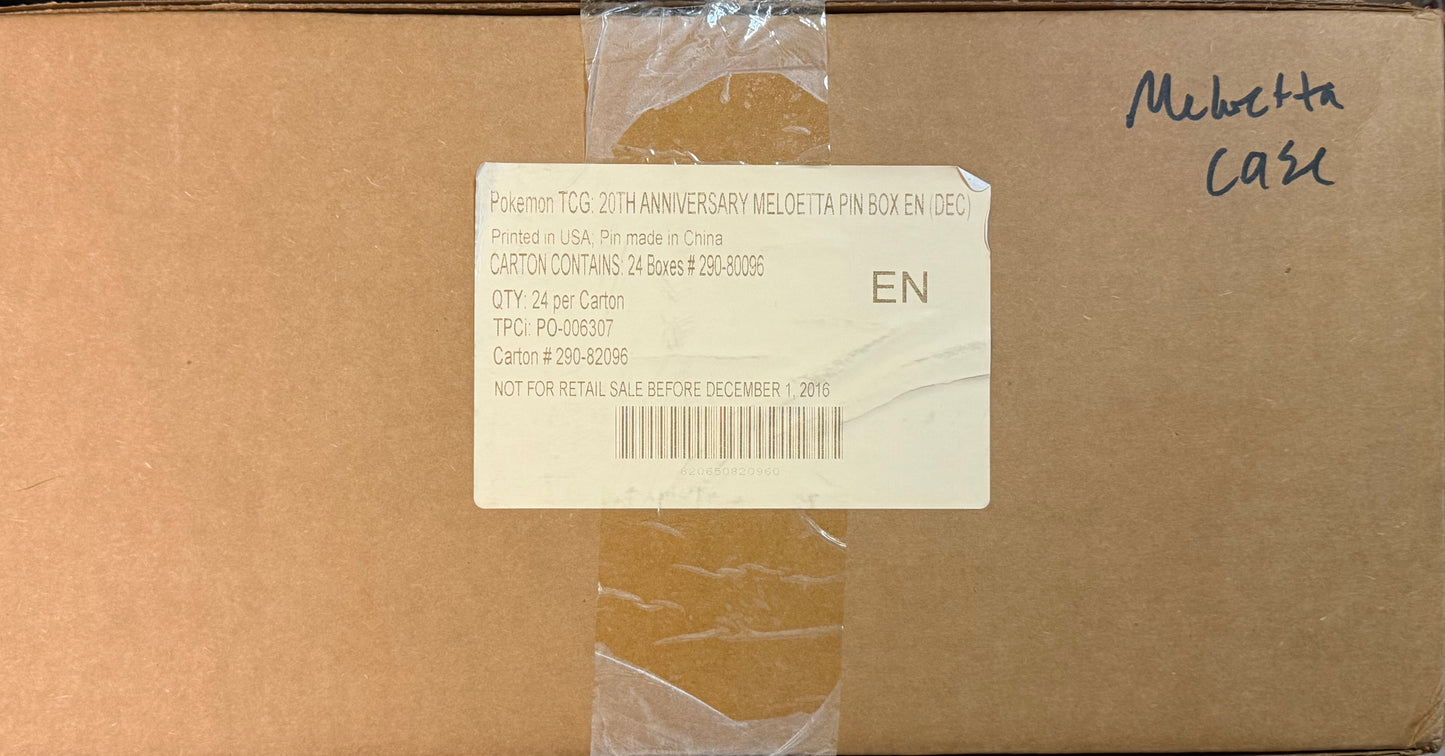 Meloetta
case
Pokemon TCG: 20TH ANNIVERSARY MELOETTA PIN BOX EN (DEC)
Printed in USA; Pin made in China
CARTON CONTAINS: 24 Boxes # 290-80096
EN
QTY: 24 per Carton
TPCi: PO-006307
Carton # 290-82096
NOT FOR RETAIL SALE BEFORE DECEMBER 1, 2016
820650820960